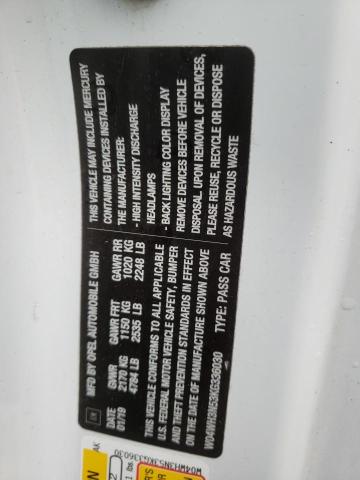 MFD BY OPEL AUTOMOBILE GMBH
DATE GVWR GAWR FRT GAWR RR
01/19 2170 KG 1150 KG 1020 KG
4784 LB 2535 LB 2248 LB
THIS VEHICLE CONFORMS TO ALL APPLICABLE
U.S. FEDERAL MOTOR VEHICLE SAFETY, BUMPER
AND THEFT PREVENTION STANDARDS IN EFFECT
ON THE DATE OF MANUFACTURE SHOWN ABOVE
W04WH3N53KG336030 TYPE: PASS CAR
THIS VEHICLE MAY INCLUDE MERCURY
CONTAINING DEVICES INSTALLED BY
THE MANUFACTURER:
- HIGH INTENSITY DISCHARGE
HEADLAMPS
- BACK LIGHTING COLOR DISPLAY
REMOVE DEVICES BEFORE VEHICLE
DISPOSAL. UPON REMOVAL OF DEVICES,
PLEASE REUSE, RECYCLE OR DISPOSE
AS HAZARDOUS WASTE
W04WH3N53KG336030